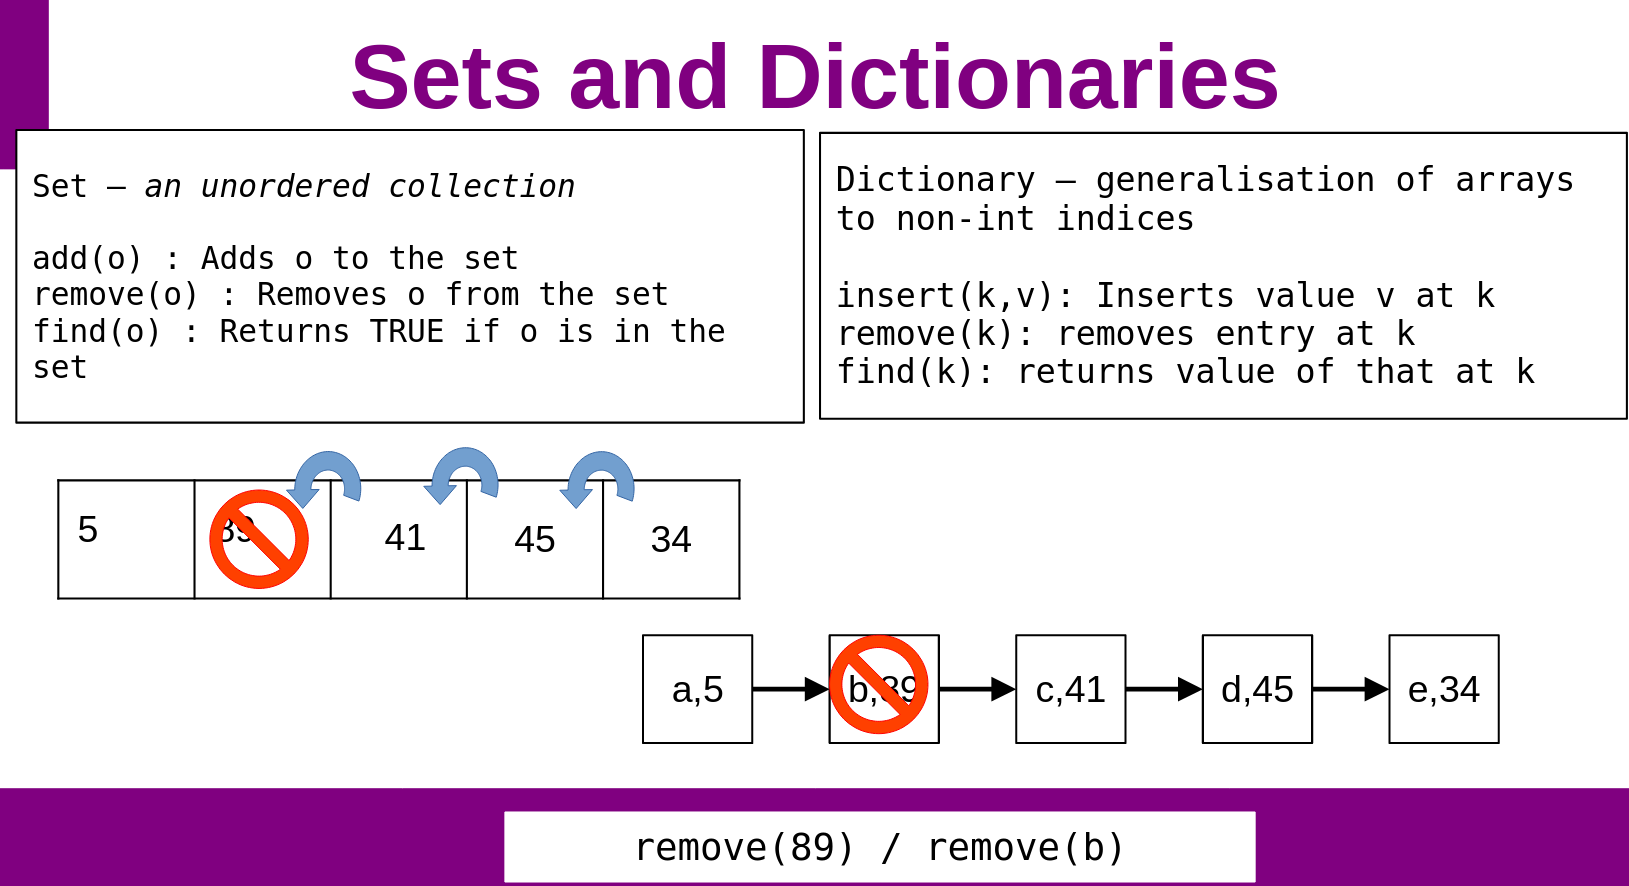 Sets and Dictionaries
Set – an unordered collection
add(o) : Adds o to the set
remove(o) : Removes o from the set
find(o) : Returns TRUE if o is in the
set
Dictionary – generalisation of arrays
to non-int indices
insert(k,v): Inserts value v at k
remove(k): removes entry at k
find(k): returns value of that at k
5 89 41 45 34
a,5 b,89 c,41 d,45 e,34
remove(89) / remove(b)